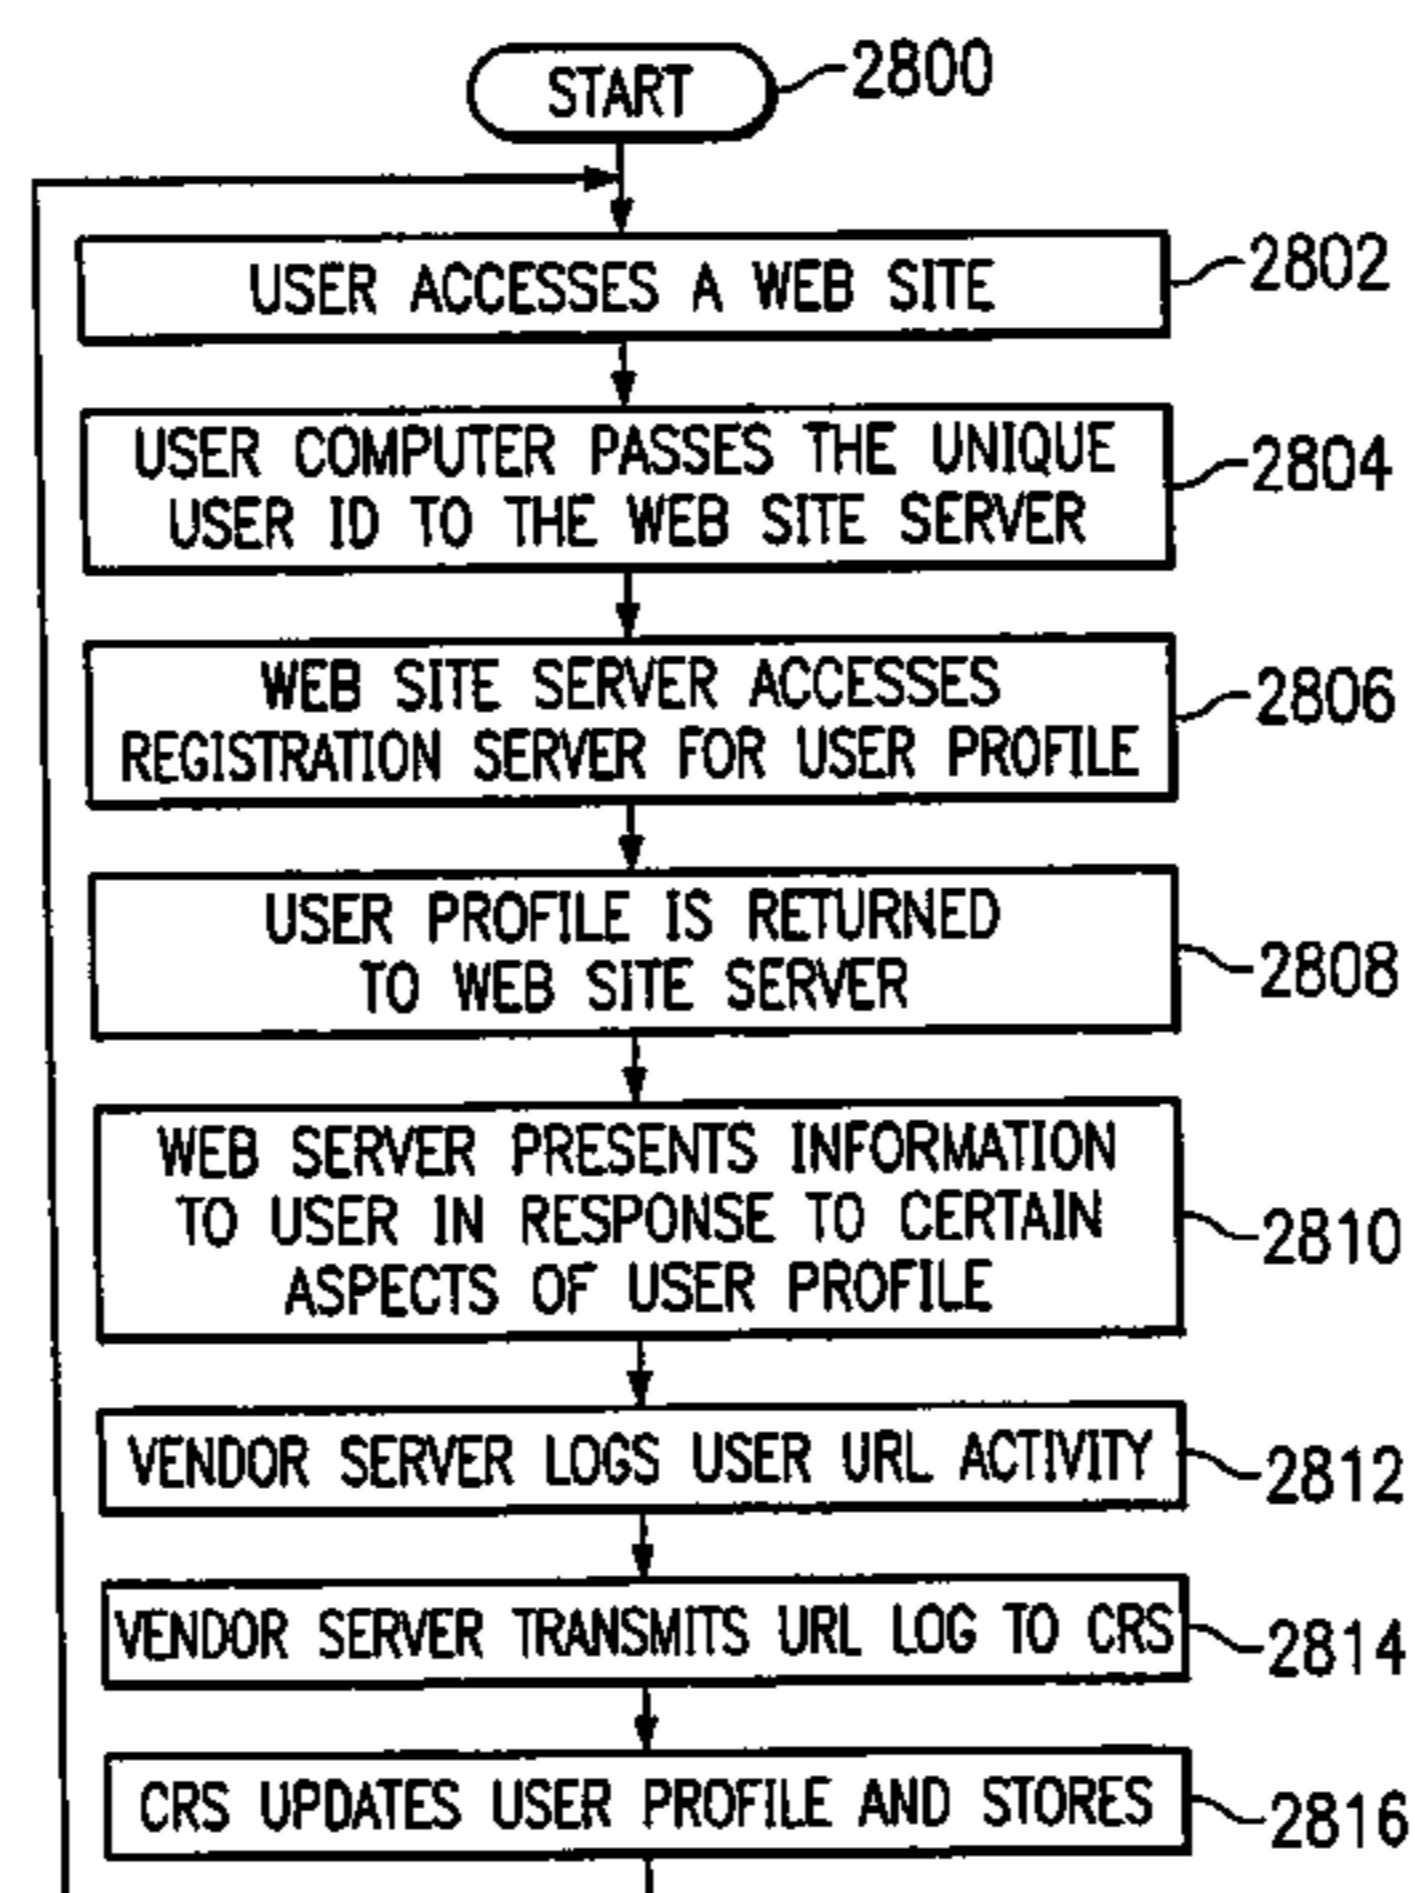 START
2800
USER ACCESSES A WEB SITE
2802
USER COMPUTER PASSES THE UNIQUE
USER ID TO THE WEB SITE SERVER
2804
WEB SITE SERVER ACCESSES
REGISTRATION SERVER FOR USER PROFILE
2806
USER PROFILE IS RETURNED
TO WEB SITE SERVER
2808
WEB SERVER PRESENTS INFORMATION
TO USER IN RESPONSE TO CERTAIN
ASPECTS OF USER PROFILE
2810
VENDOR SERVER LOGS USER URL ACTIVITY
2812
VENDOR SERVER TRANSMITS URL LOG TO CRS
2814
CRS UPDATES USER PROFILE AND STORES
2816